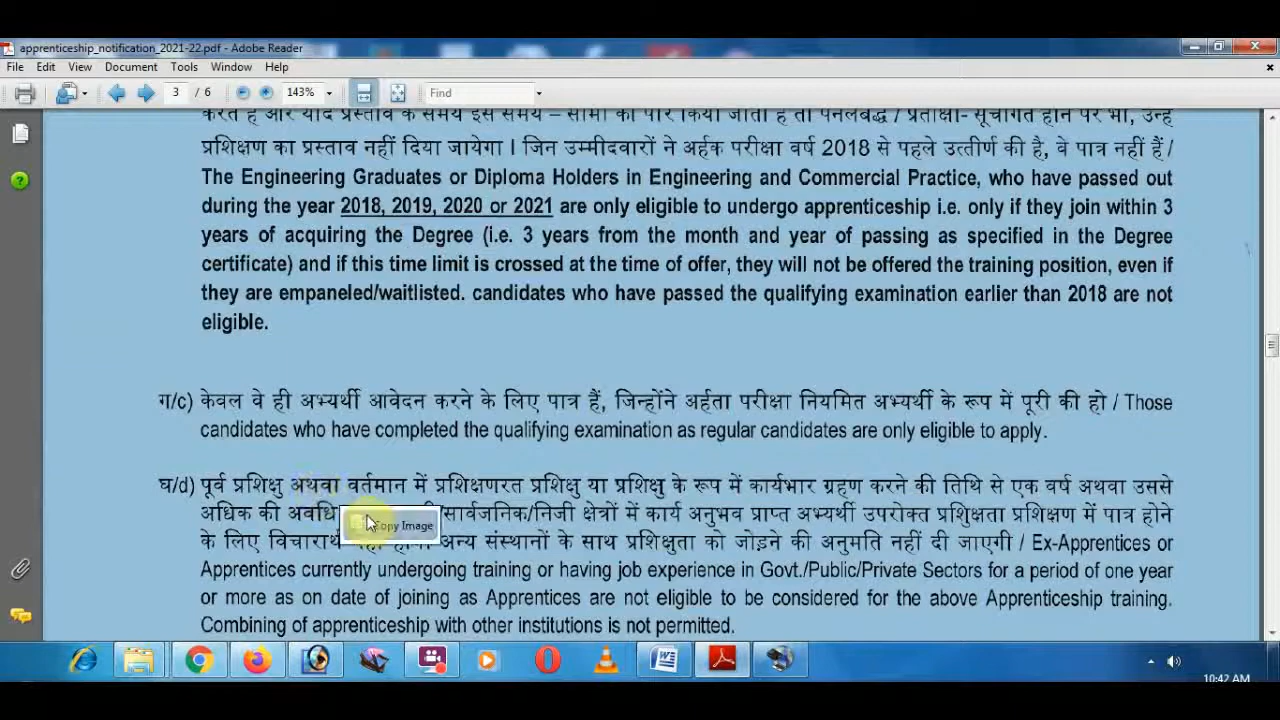 apprenticeship_notification_2021-22.pdf - Adobe Reader
File Edit View Document Tools Window Help
3 / 6 143% Find
करते हैं और यदि प्रस्ताव के समय इस समय – सीमा को पार किया जाता है तो पैनलबद्ध / प्रतीक्षा- सूचीगत होने पर भी, उन्हें
प्रशिक्षण का प्रस्ताव नहीं दिया जायेगा I जिन उम्मीदवारों ने अर्हक परीक्षा वर्ष 2018 से पहले उत्तीर्ण की है, वे पात्र नहीं हैं /
The Engineering Graduates or Diploma Holders in Engineering and Commercial Practice, who have passed out
during the year 2018, 2019, 2020 or 2021 are only eligible to undergo apprenticeship i.e. only if they join within 3
years of acquiring the Degree (i.e. 3 years from the month and year of passing as specified in the Degree
certificate) and if this time limit is crossed at the time of offer, they will not be offered the training position, even if
they are empaneled/waitlisted. candidates who have passed the qualifying examination earlier than 2018 are not
eligible.
ग/c) केवल वे ही अभ्यर्थी आवेदन करने के लिए पात्र हैं, जिन्होंने अर्हता परीक्षा नियमित अभ्यर्थी के रूप में पूरी की हो / Those
candidates who have completed the qualifying examination as regular candidates are only eligible to apply.
घ/d) पूर्व प्रशिक्षु अथवा वर्तमान में प्रशिक्षणरत प्रशिक्षु या प्रशिक्षु के रूप में कार्यभार ग्रहण करने की तिथि से एक वर्ष अथवा उससे
अधिक की अवधि /सार्वजनिक/निजी क्षेत्रों में कार्य अनुभव प्राप्त अभ्यर्थी उपरोक्त प्रशिक्षुता प्रशिक्षण में पात्र होने
Copy Image
के लिए अन्य संस्थानों के साथ प्रशिक्षुता को जोड़ने की अनुमति नहीं दी जाएगी / Ex-Apprentices or
Apprentices currently undergoing training or having job experience in Govt./Public/Private Sectors for a period of one year
or more as on date of joining as Apprentices are not eligible to be considered for the above Apprenticeship training.
Combining of apprenticeship with other institutions is not permitted.
10:42 AM